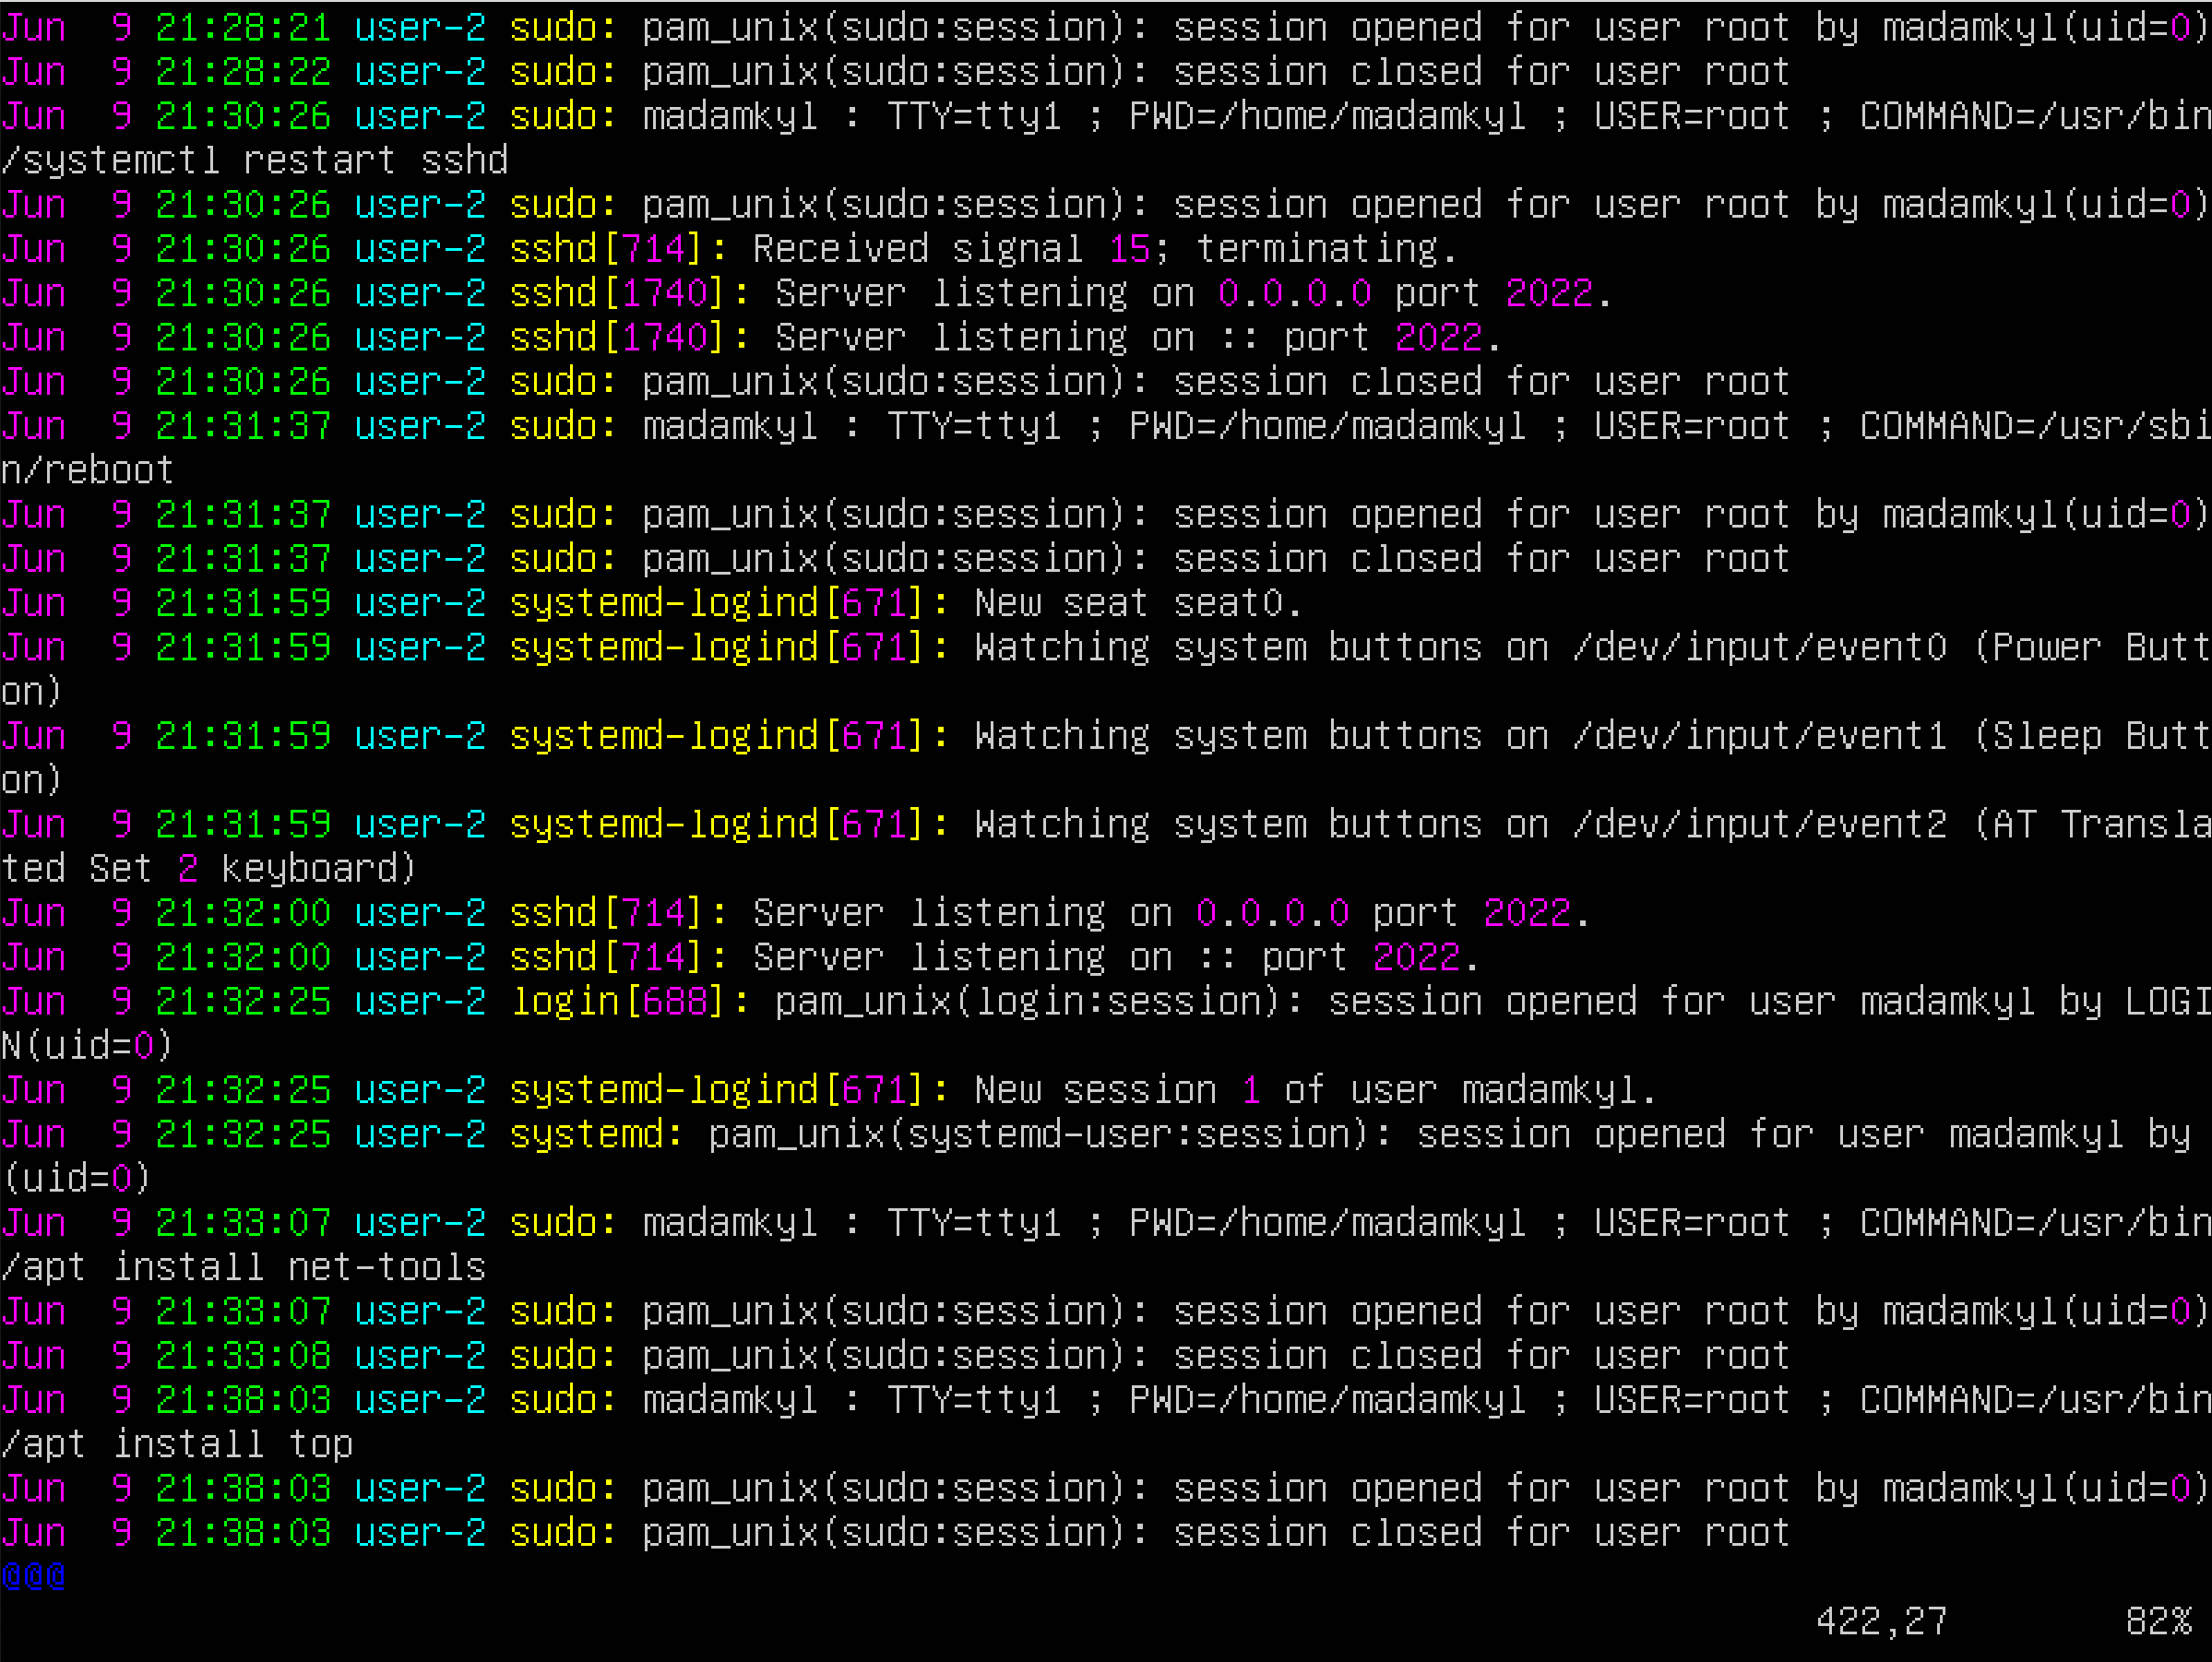 Jun  9 21:28:21 user-2 sudo: pam_unix(sudo:session): session opened for user root by madamkyl(uid=0)
Jun  9 21:28:22 user-2 sudo: pam_unix(sudo:session): session closed for user root
Jun  9 21:30:26 user-2 sudo: madamkyl : TTY=tty1 ; PWD=/home/madamkyl ; USER=root ; COMMAND=/usr/bin
/systemctl restart sshd
Jun  9 21:30:26 user-2 sudo: pam_unix(sudo:session): session opened for user root by madamkyl(uid=0)
Jun  9 21:30:26 user-2 sshd[714]: Received signal 15; terminating.
Jun  9 21:30:26 user-2 sshd[1740]: Server listening on 0.0.0.0 port 2022.
Jun  9 21:30:26 user-2 sshd[1740]: Server listening on :: port 2022.
Jun  9 21:30:26 user-2 sudo: pam_unix(sudo:session): session closed for user root
Jun  9 21:31:37 user-2 sudo: madamkyl : TTY=tty1 ; PWD=/home/madamkyl ; USER=root ; COMMAND=/usr/sbi
n/reboot
Jun  9 21:31:37 user-2 sudo: pam_unix(sudo:session): session opened for user root by madamkyl(uid=0)
Jun  9 21:31:37 user-2 sudo: pam_unix(sudo:session): session closed for user root
Jun  9 21:31:59 user-2 systemd-logind[671]: New seat seat0.
Jun  9 21:31:59 user-2 systemd-logind[671]: Watching system buttons on /dev/input/event0 (Power Butt
on)
Jun  9 21:31:59 user-2 systemd-logind[671]: Watching system buttons on /dev/input/event1 (Sleep Butt
on)
Jun  9 21:31:59 user-2 systemd-logind[671]: Watching system buttons on /dev/input/event2 (AT Transla
ted Set 2 keyboard)
Jun  9 21:32:00 user-2 sshd[714]: Server listening on 0.0.0.0 port 2022.
Jun  9 21:32:00 user-2 sshd[714]: Server listening on :: port 2022.
Jun  9 21:32:25 user-2 login[688]: pam_unix(login:session): session opened for user madamkyl by LOGI
N(uid=0)
Jun  9 21:32:25 user-2 systemd-logind[671]: New session 1 of user madamkyl.
Jun  9 21:32:25 user-2 systemd: pam_unix(systemd-user:session): session opened for user madamkyl by
(uid=0)
Jun  9 21:33:07 user-2 sudo: madamkyl : TTY=tty1 ; PWD=/home/madamkyl ; USER=root ; COMMAND=/usr/bin
/apt install net-tools
Jun  9 21:33:07 user-2 sudo: pam_unix(sudo:session): session opened for user root by madamkyl(uid=0)
Jun  9 21:33:08 user-2 sudo: pam_unix(sudo:session): session closed for user root
Jun  9 21:38:03 user-2 sudo: madamkyl : TTY=tty1 ; PWD=/home/madamkyl ; USER=root ; COMMAND=/usr/bin
/apt install top
Jun  9 21:38:03 user-2 sudo: pam_unix(sudo:session): session opened for user root by madamkyl(uid=0)
Jun  9 21:38:03 user-2 sudo: pam_unix(sudo:session): session closed for user root
@@@
422,27 82%